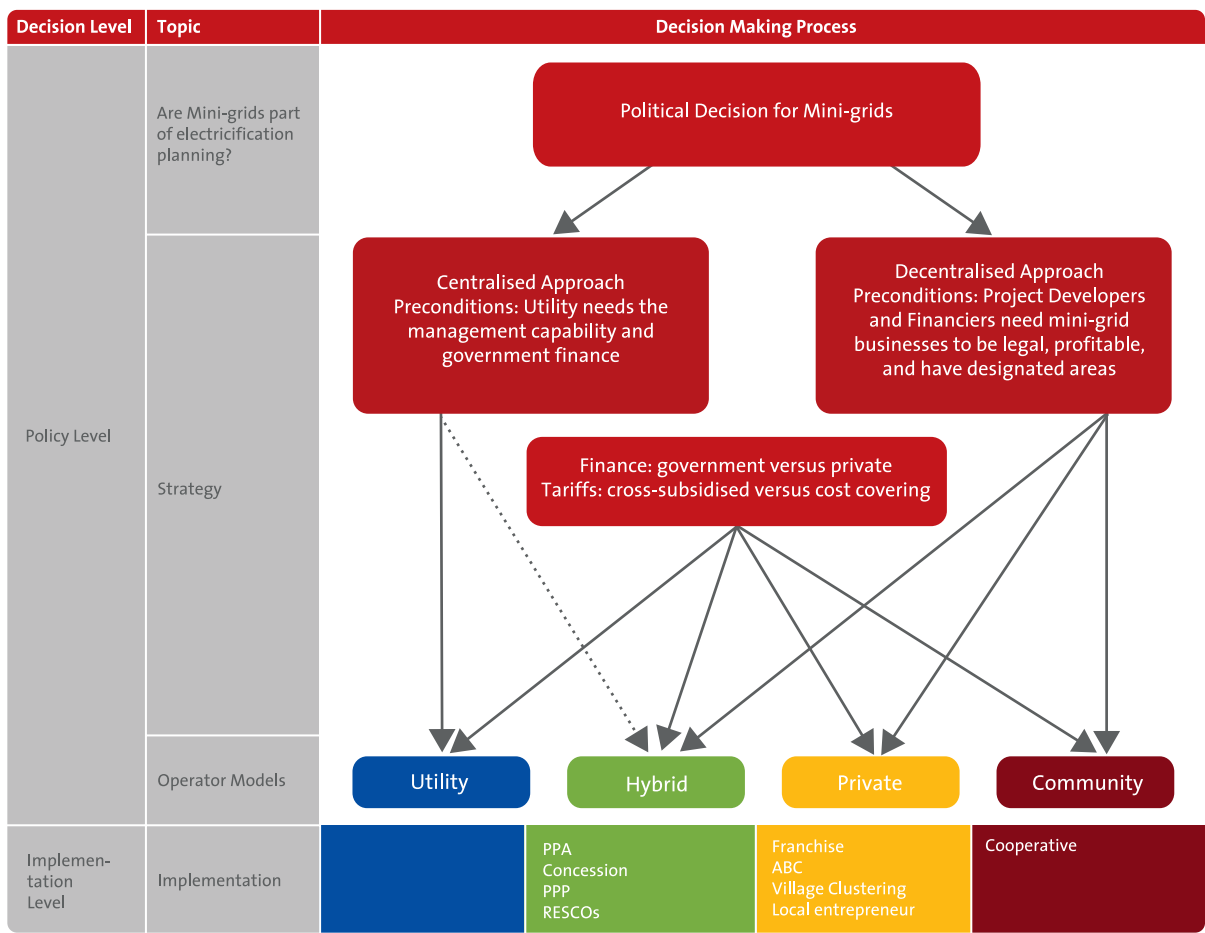 Decision Level
Topic
Decision Making Process
Are Mini-grids part
of electricification
planning?
Political Decision for Mini-grids
Centralised Approach
Preconditions: Utility needs the
management capability and
government finance
Decentralised Approach
Preconditions: Project Developers
and Financiers need mini-grid
businesses to be legal, profitable,
and have designated areas
Policy Level
Strategy
Finance: government versus private
Tariffs: cross-subsidised versus cost covering
Operator Models
Utility
Hybrid
Private
Community
Implemen-
tation
Level
Implementation
PPA
Concession
PPP
RESCOs
Franchise
ABC
Village Clustering
Local entrepreneur
Cooperative